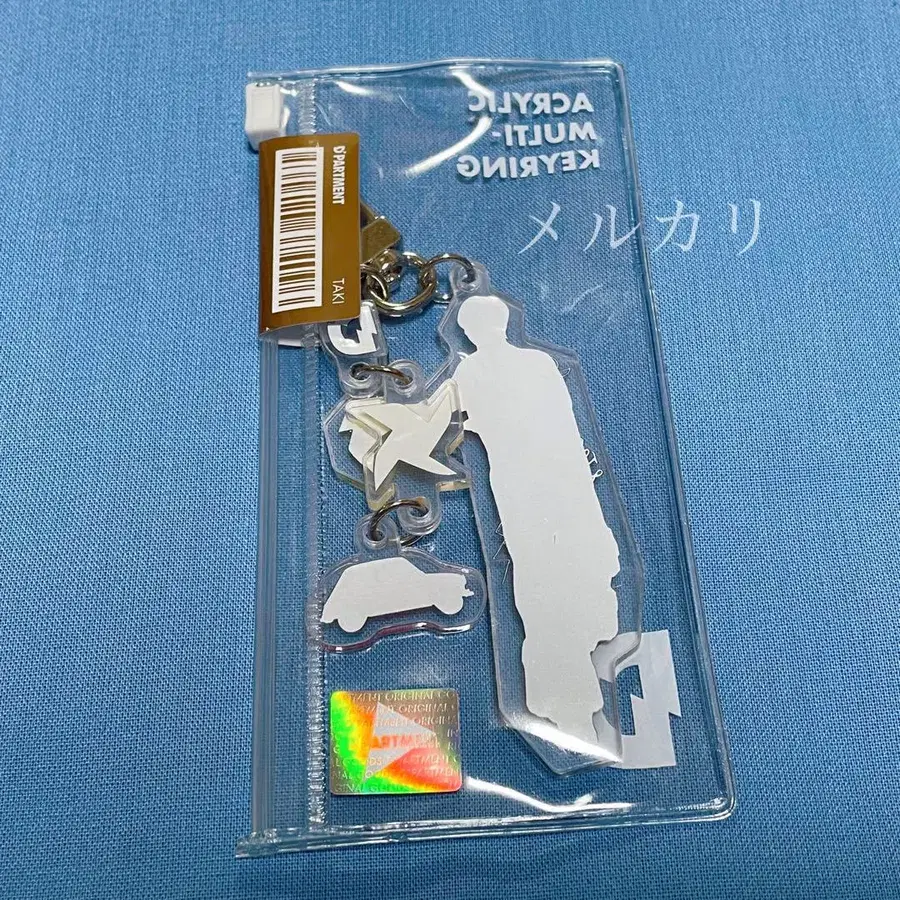 ACRYLIC
MULTI-
KEYRING
D'PARTMENT
TAKI
メルカリ